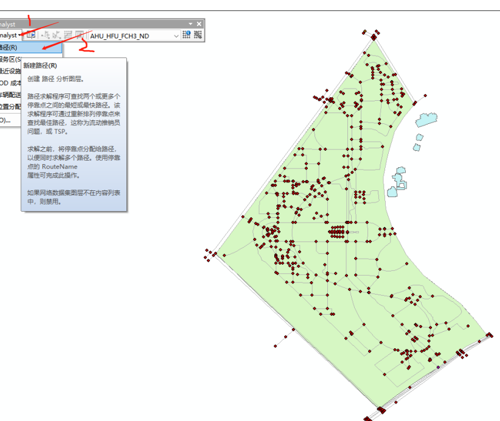 nalyst
nalyst
AHU_HFU_FCH3_ND
路径(R)
服务区(S)
最近设施
OD 成本
车辆配送
位置分配
O)...
新建路径(R)
创建 路径 分析图层。
路径求解程序可查找两个或更多个
停靠点之间的最短或最快路径。该
求解程序可通过重新排列停靠点来
查找最佳路径，这称为流动推销员
问题，或 TSP。
求解之前，将停靠点分配给路径，
以便同时求解多个路径。使用停靠
点的 RouteName
属性可完成此操作。
如果网络数据集图层不在内容列表
中，则禁用。